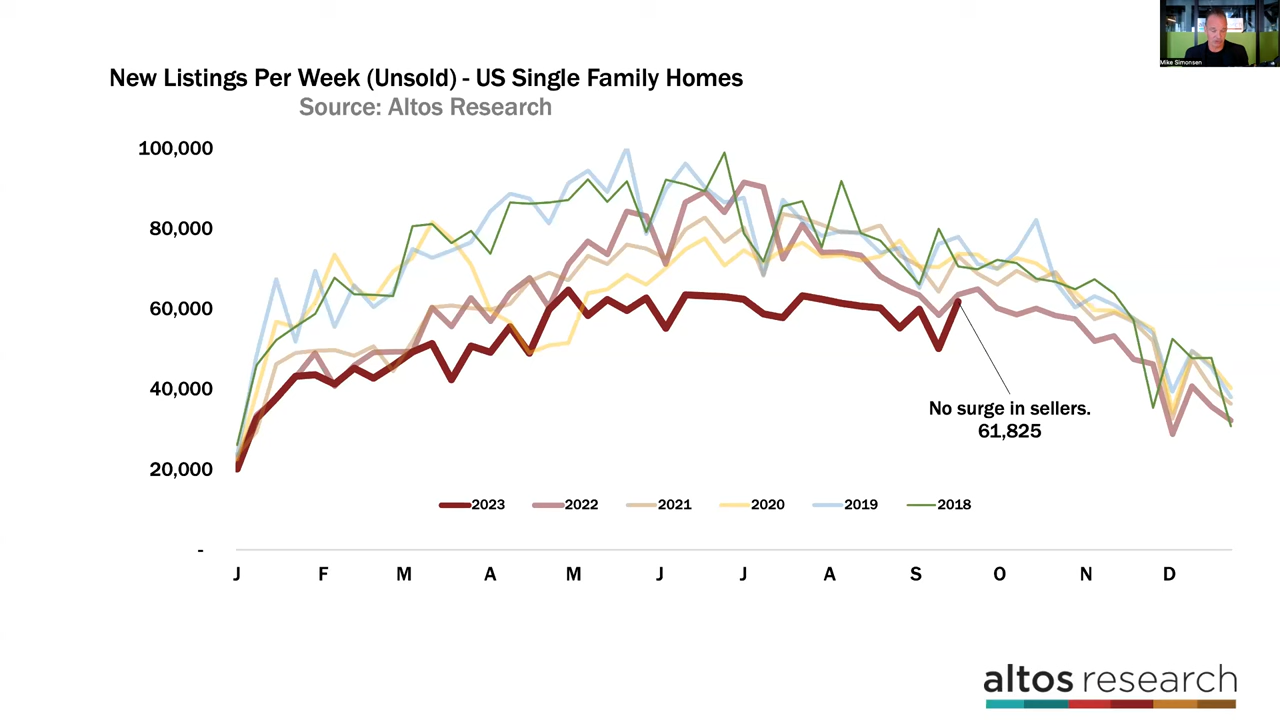 Mike Simonsen
New Listings Per Week (Unsold) - US Single Family Homes
Source: Altos Research
100,000
80,000
60,000
40,000
20,000
-
No surge in sellers.
61,825
2023 2022 2021 2020 2019 2018
J F M A M J J A S O N D
altos research